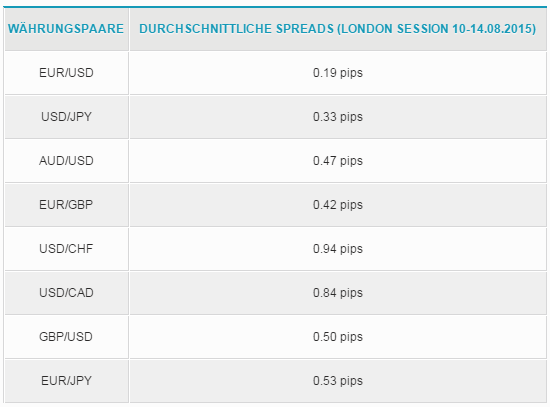 WÄHRUNGSPAARE DURCHSCHNITTLICHE SPREADS (LONDON SESSION 10-14.08.2015)
EUR/USD 0.19 pips
USD/JPY 0.33 pips
AUD/USD 0.47 pips
EUR/GBP 0.42 pips
USD/CHF 0.94 pips
USD/CAD 0.84 pips
GBP/USD 0.50 pips
EUR/JPY 0.53 pips